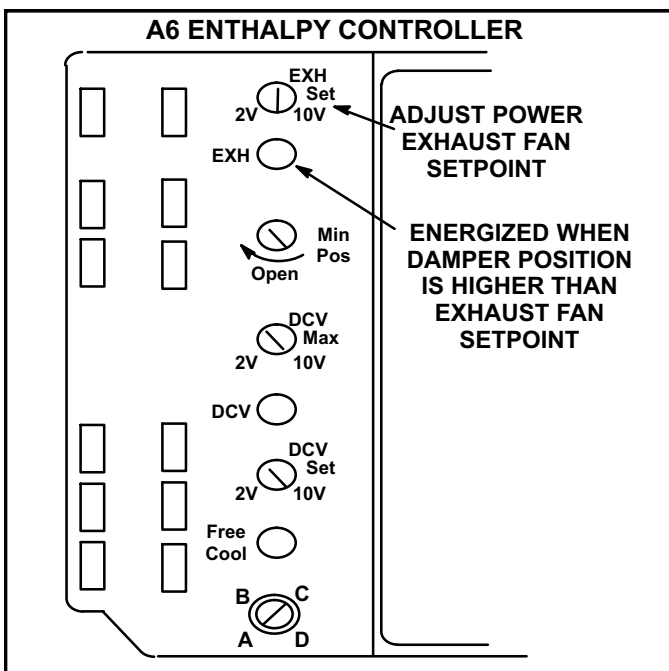 A6 ENTHALPY CONTROLLER
EXH
Set
2V 10V
ADJUST POWER
EXHAUST FAN
SETPOINT
EXH
Min
Pos
Open
ENERGIZED WHEN
DAMPER POSITION
IS HIGHER THAN
EXHAUST FAN
SETPOINT
DCV
Max
2V 10V
DCV
DCV
Set
2V 10V
Free
Cool
B C
A D